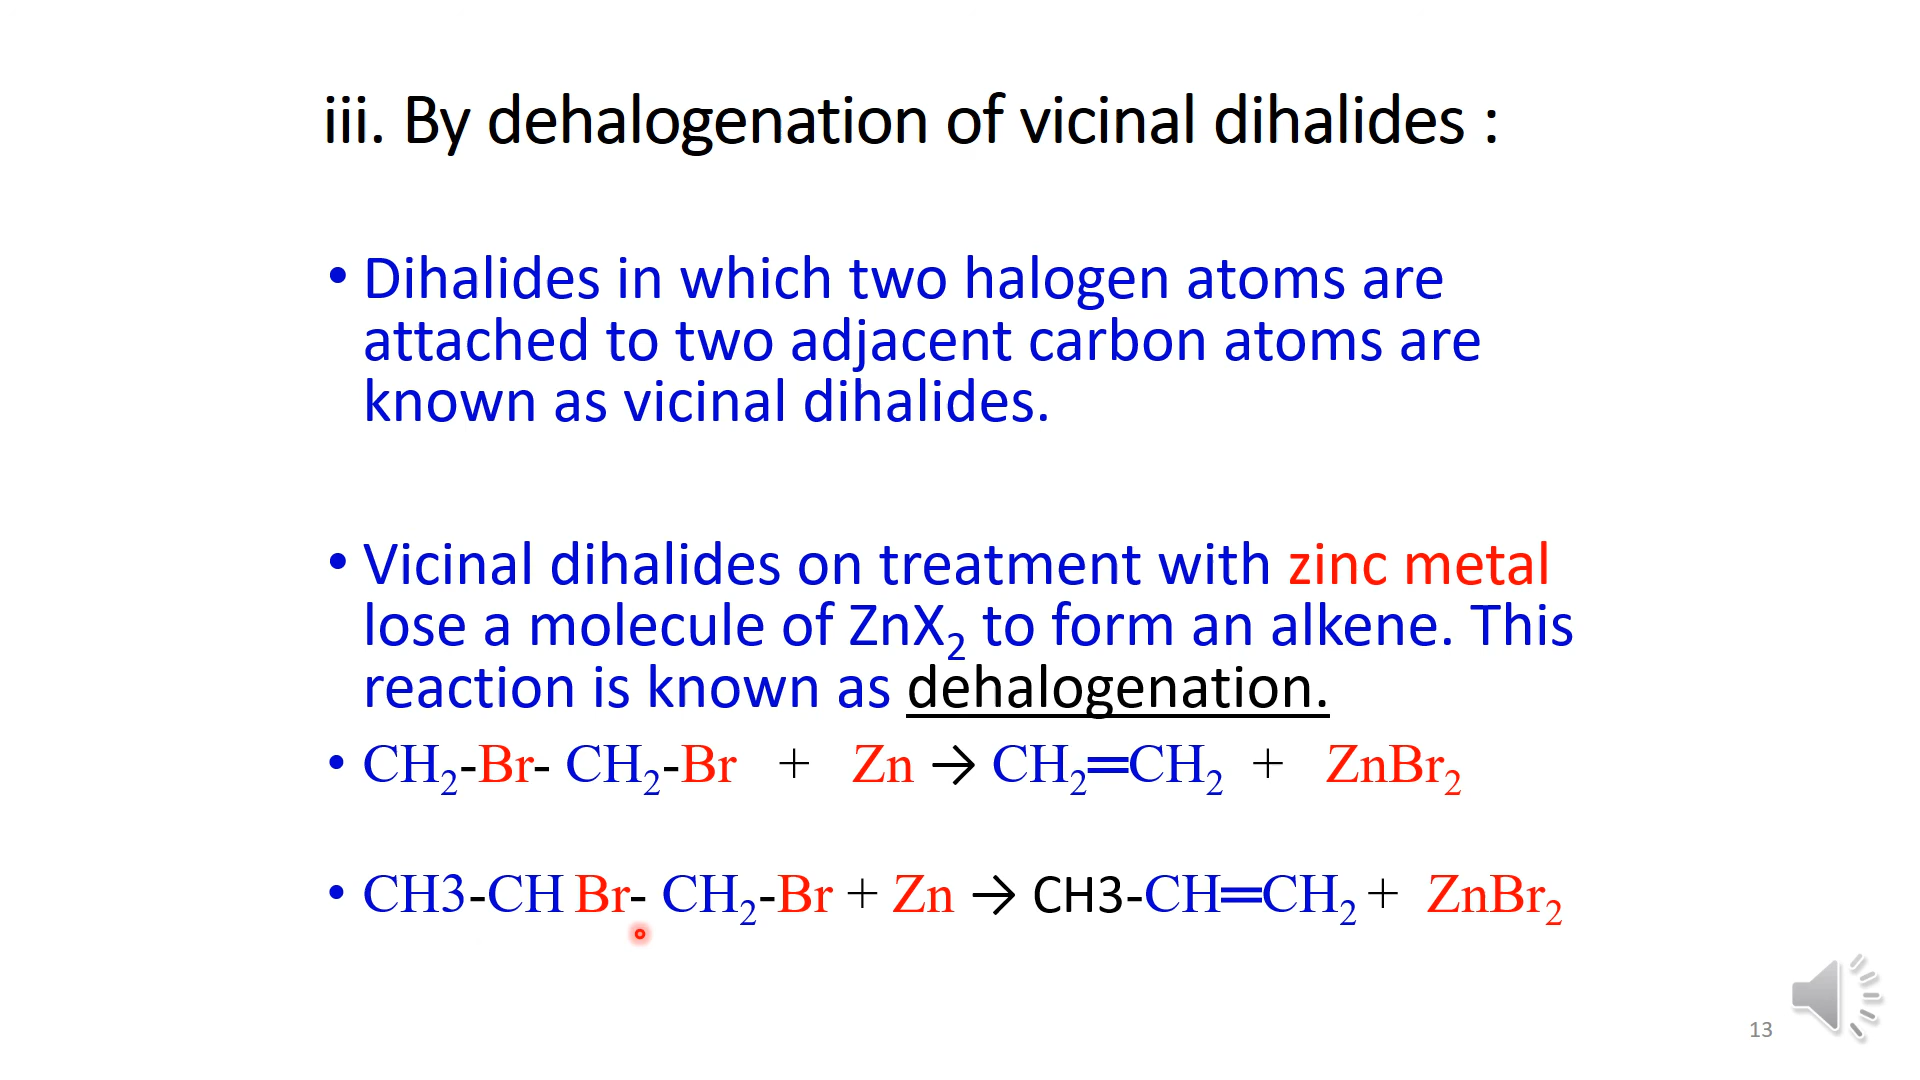 iii. By dehalogenation of vicinal dihalides :
• Dihalides in which two halogen atoms are
attached to two adjacent carbon atoms are
known as vicinal dihalides.
• Vicinal dihalides on treatment with zinc metal
lose a molecule of ZnX₂ to form an alkene. This
reaction is known as dehalogenation.
• CH₂-Br- CH₂-Br + Zn → CH₂═CH₂ + ZnBr₂
• CH3-CH Br- CH₂-Br + Zn → CH3-CH═CH₂ + ZnBr₂
13